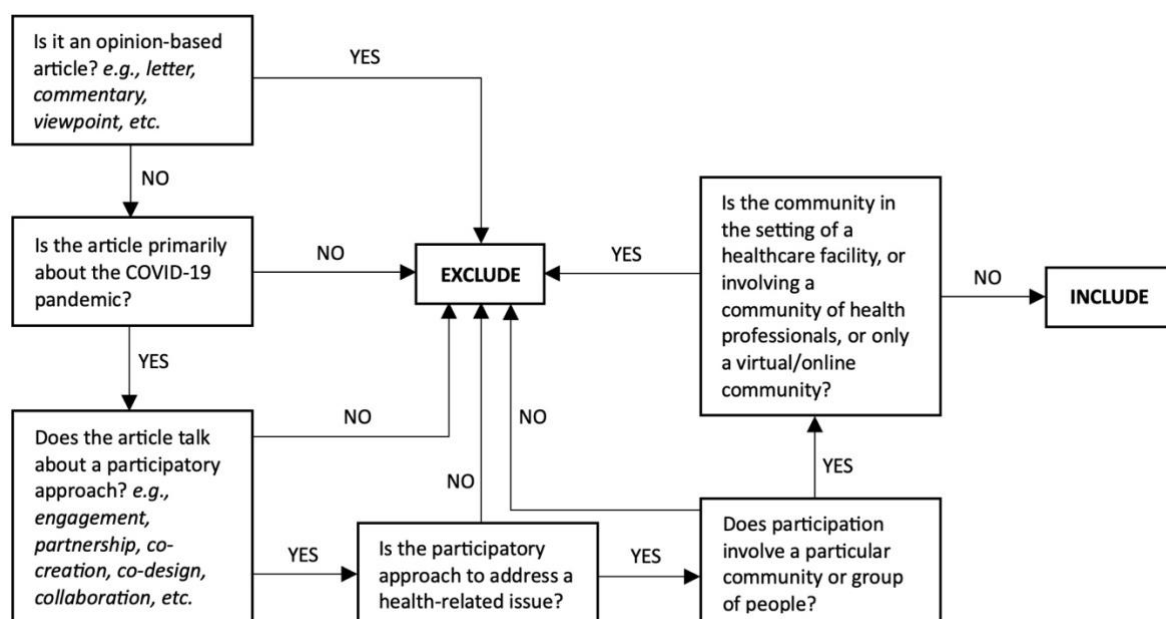 Is it an opinion-based
article? e.g., letter,
commentary,
viewpoint, etc.
YES
NO
Is the article primarily
about the COVID-19
pandemic?
NO
EXCLUDE
YES
Is the community in
the setting of a
healthcare facility, or
involving a
community of health
professionals, or only
a virtual/online
community?
NO
INCLUDE
YES
Does the article talk
about a participatory
approach? e.g.,
engagement,
partnership, co-
creation, co-design,
collaboration, etc.
NO
NO
NO
YES
YES
Is the participatory
approach to address a
health-related issue?
YES
Does participation
involve a particular
community or group
of people?